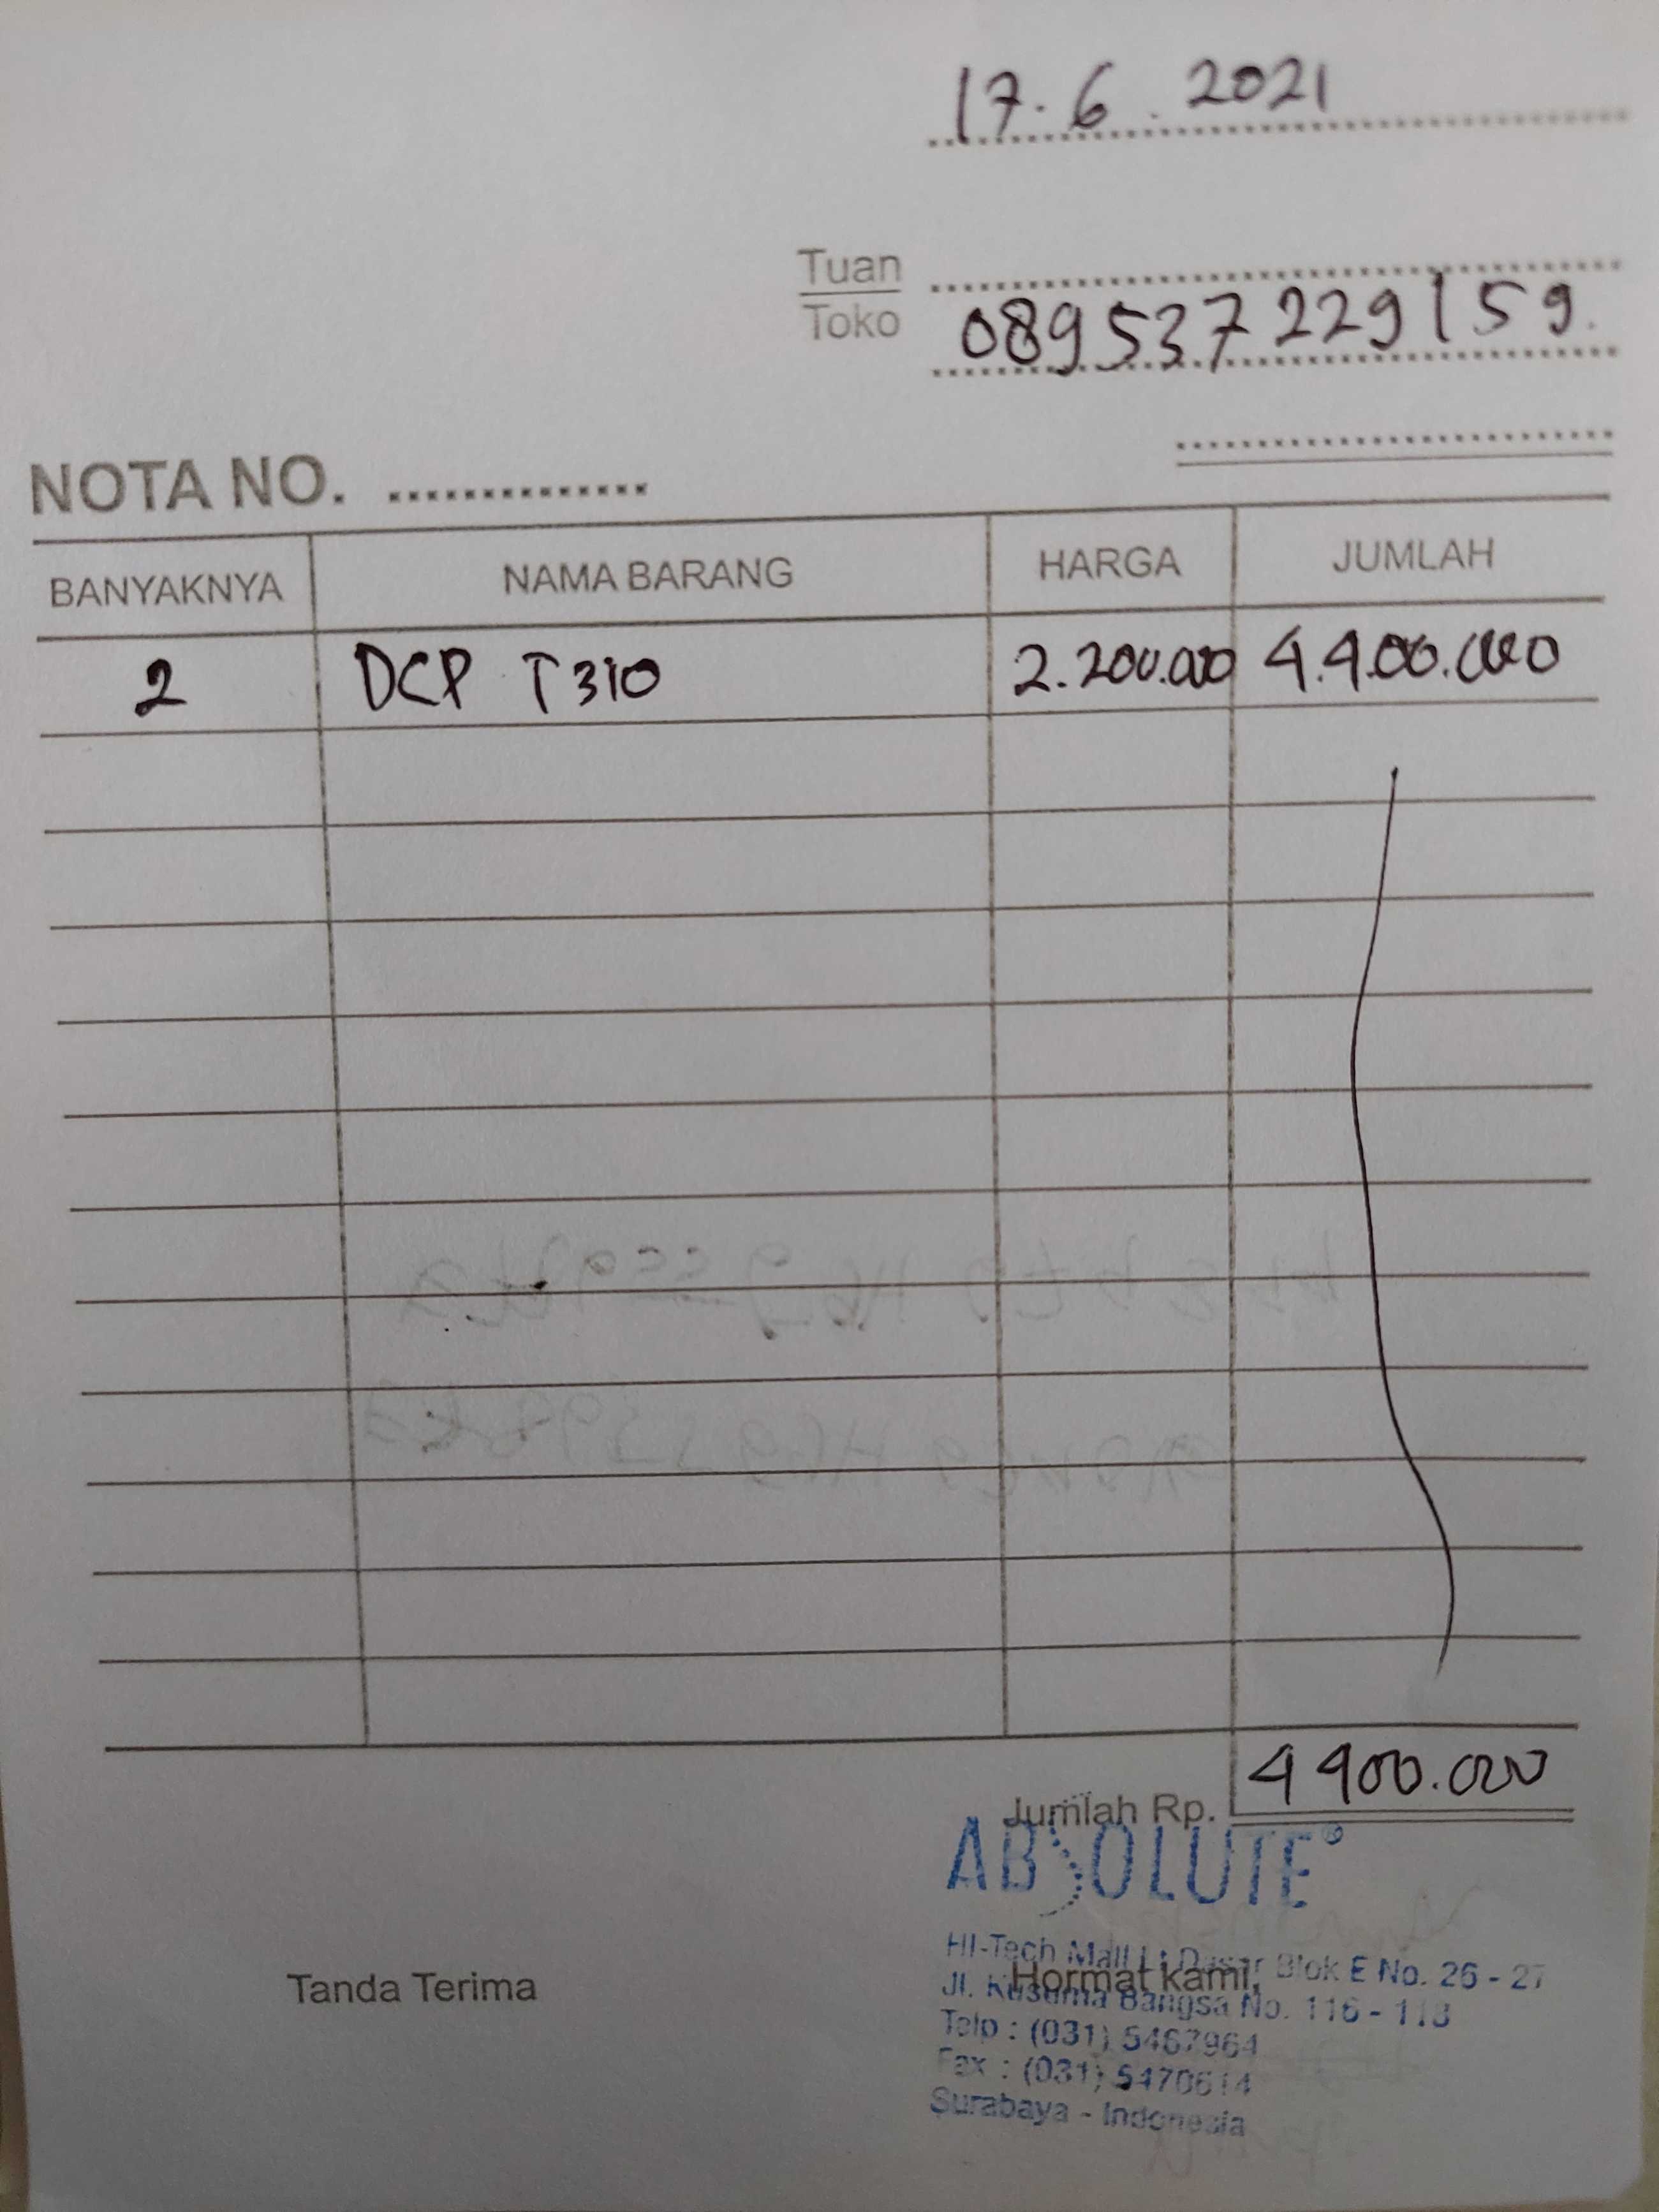 17.6.2021
Tuan
Toko 089537229159.
NOTA NO. ..............
BANYAKNYA NAMA BARANG HARGA JUMLAH
2 DCP T310 2.200.000 4.400.000
Jumlah Rp. 4400.000
ABSOLUTE®
Tanda Terima Hormat kami,
HI-Tech Mall Lt Dasar Blok E No. 26 - 27
Jl. Kusuma Bangsa No. 116 - 118
Telp : (031) 5467964
Fax : (031) 5470614
Surabaya - Indonesia